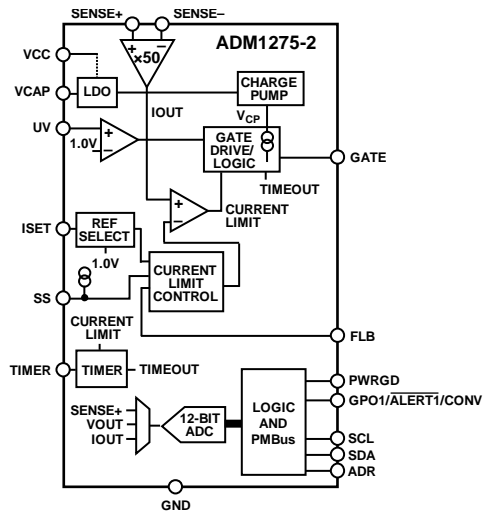 SENSE+ SENSE–
ADM1275-2
VCC
+ –
×50
VCAP
LDO
CHARGE
PUMP
IOUT
VCP
UV
+
1.0V
–
GATE
DRIVE/
LOGIC
GATE
TIMEOUT
+
–
CURRENT
LIMIT
ISET
REF
SELECT
1.0V
CURRENT
LIMIT
CONTROL
SS
FLB
CURRENT
LIMIT
TIMER
TIMER
TIMEOUT
PWRGD
GPO1/ALERT1/CONV
SENSE+
VOUT
IOUT
12-BIT
ADC
LOGIC
AND
PMBus
SCL
SDA
ADR
GND